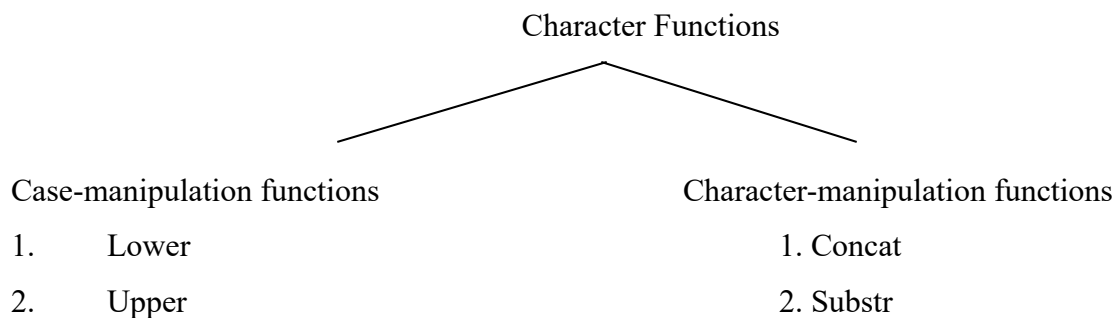 Character Functions
Case-manipulation functions Character-manipulation functions
1. Lower 1. Concat
2. Upper 2. Substr